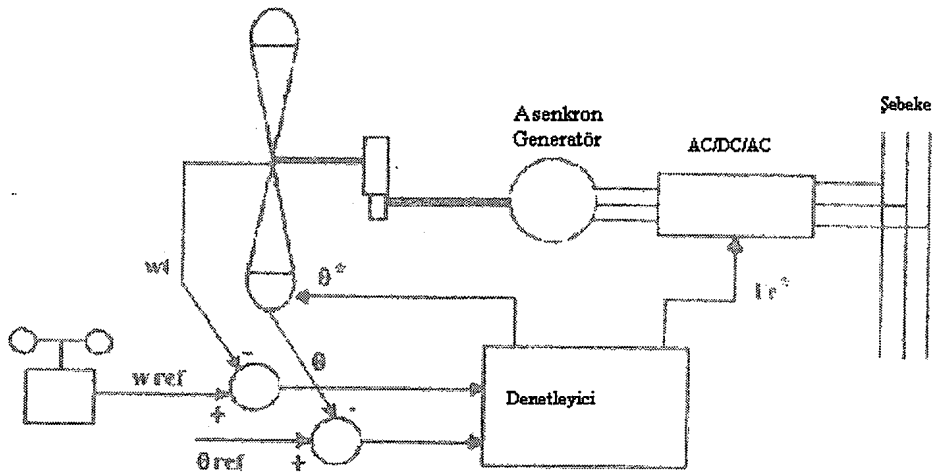 Asenkron
Generatör
AC/DC/AC
Şebeke
wt
θ*
Ir*
θ
-
w ref
+
Denetleyici
-
θ ref
+